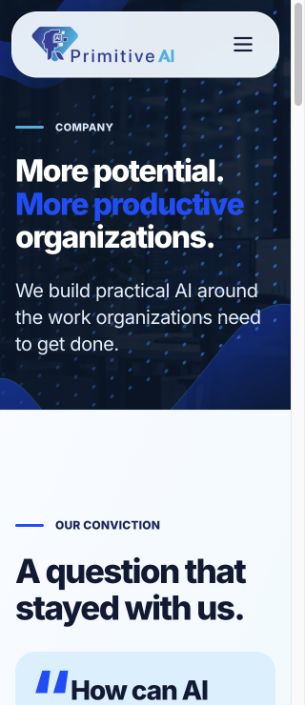 Primitive AI
COMPANY
More potential.
More productive
organizations.
We build practical AI around
the work organizations need
to get done.
OUR CONVICTION
A question that
stayed with us.
“How can AI